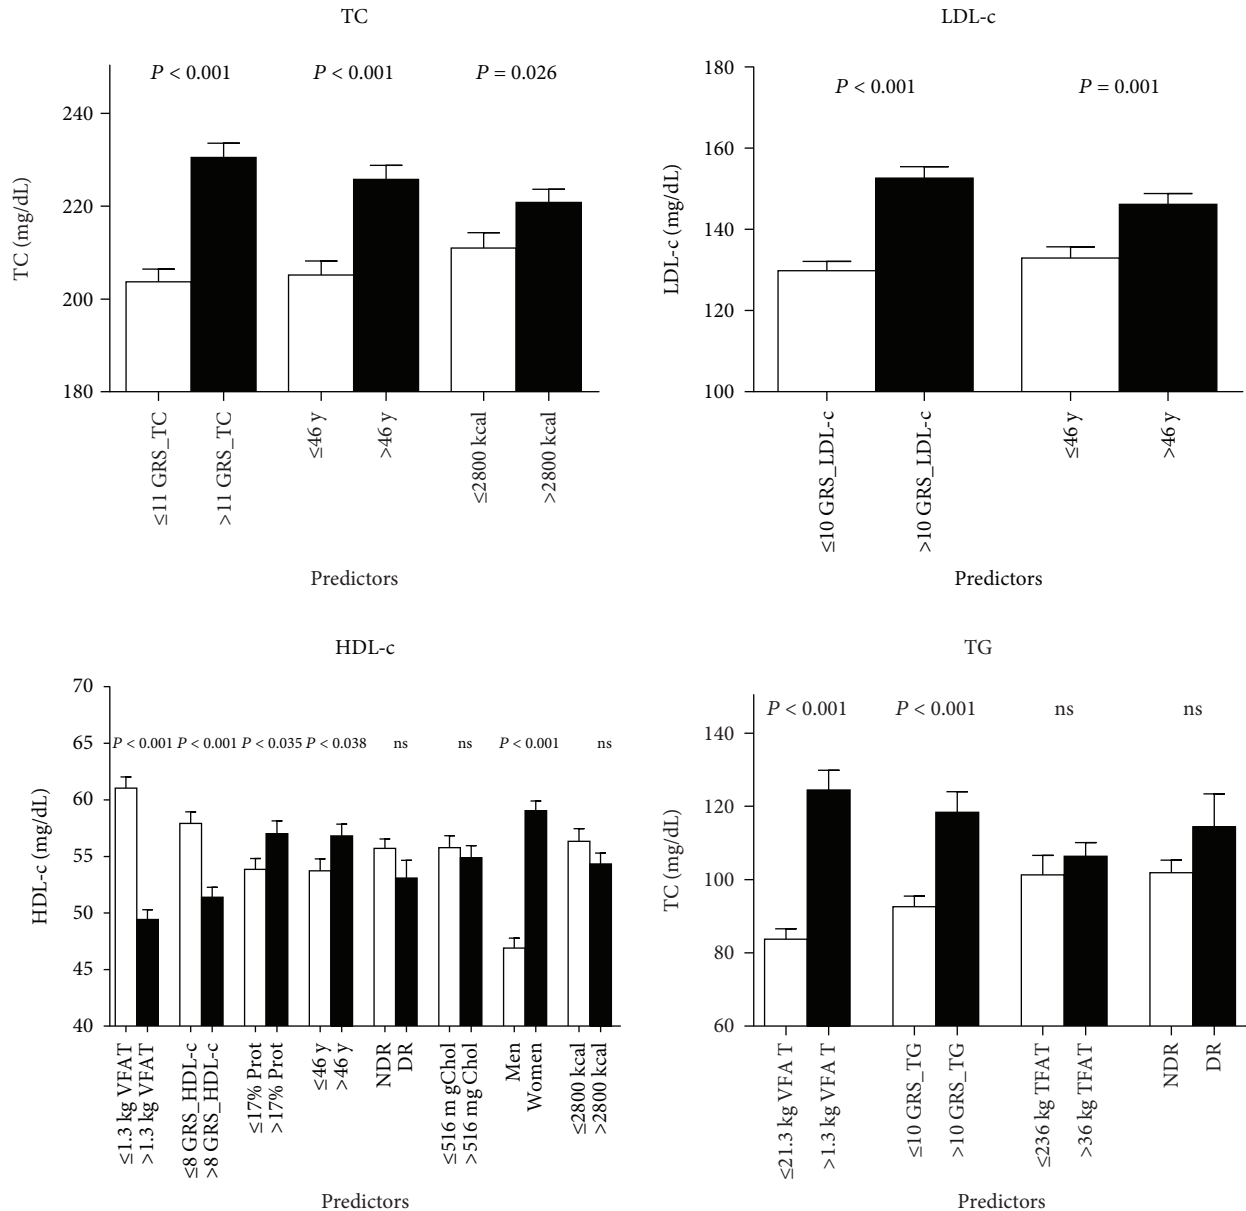 TC
P < 0.001 P < 0.001 P = 0.026
TC (mg/dL)
240
220
200
180
≤11 GRS_TC
>11 GRS_TC
≤46 y
>46 y
≤2800 kcal
>2800 kcal
Predictors
LDL-c
P < 0.001 P = 0.001
LDL-c (mg/dL)
180
160
140
120
100
≤10 GRS_LDL-c
>10 GRS_LDL-c
≤46 y
>46 y
Predictors
HDL-c
P < 0.001 P < 0.001 P < 0.035 P < 0.038 ns ns P < 0.001 ns
HDL-c (mg/dL)
70
65
60
55
50
45
40
≤1.3 kg VFAT
>1.3 kg VFAT
≤8 GRS_HDL-c
>8 GRS_HDL-c
≤17% Prot
>17% Prot
≤46 y
>46 y
NDR
DR
≤516 m gChol
>516 mg Chol
Men
Women
≤2800 kcal
>2800 kcal
Predictors
TG
P < 0.001 P < 0.001 ns ns
TC (mg/dL)
140
120
100
80
60
≤21.3 kg VFA T
>1.3 kg VFA T
≤10 GRS_TG
>10 GRS_TG
≤236 kg TFAT
>36 kg TFAT
NDR
DR
Predictors